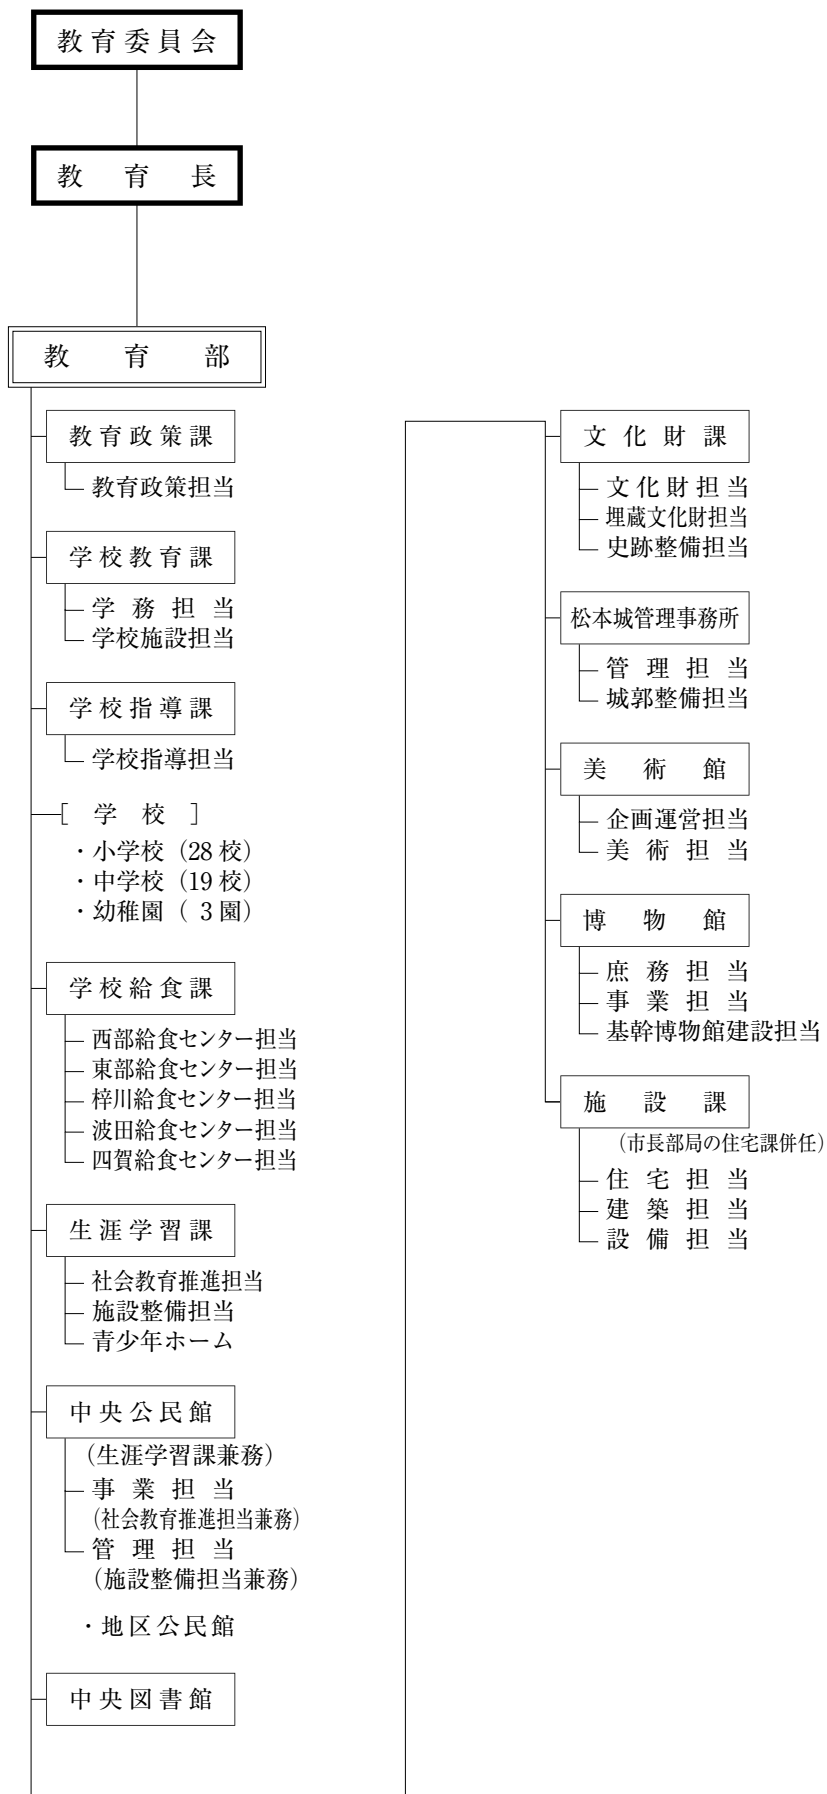 教育委員会
教育長
教育部
教育政策課
教育政策担当
学校教育課
学務担当
学校施設担当
学校指導課
学校指導担当
[ 学校 ]
・小学校（28校）
・中学校（19校）
・幼稚園（ 3園）
学校給食課
西部給食センター担当
東部給食センター担当
梓川給食センター担当
波田給食センター担当
四賀給食センター担当
生涯学習課
社会教育推進担当
施設整備担当
青少年ホーム
中央公民館
（生涯学習課兼務）
事業担当
（社会教育推進担当兼務）
管理担当
（施設整備担当兼務）
・地区公民館
中央図書館
文化財課
文化財担当
埋蔵文化財担当
史跡整備担当
松本城管理事務所
管理担当
城郭整備担当
美術館
企画運営担当
美術担当
博物館
庶務担当
事業担当
基幹博物館建設担当
施設課
（市長部局の住宅課併任）
住宅担当
建築担当
設備担当